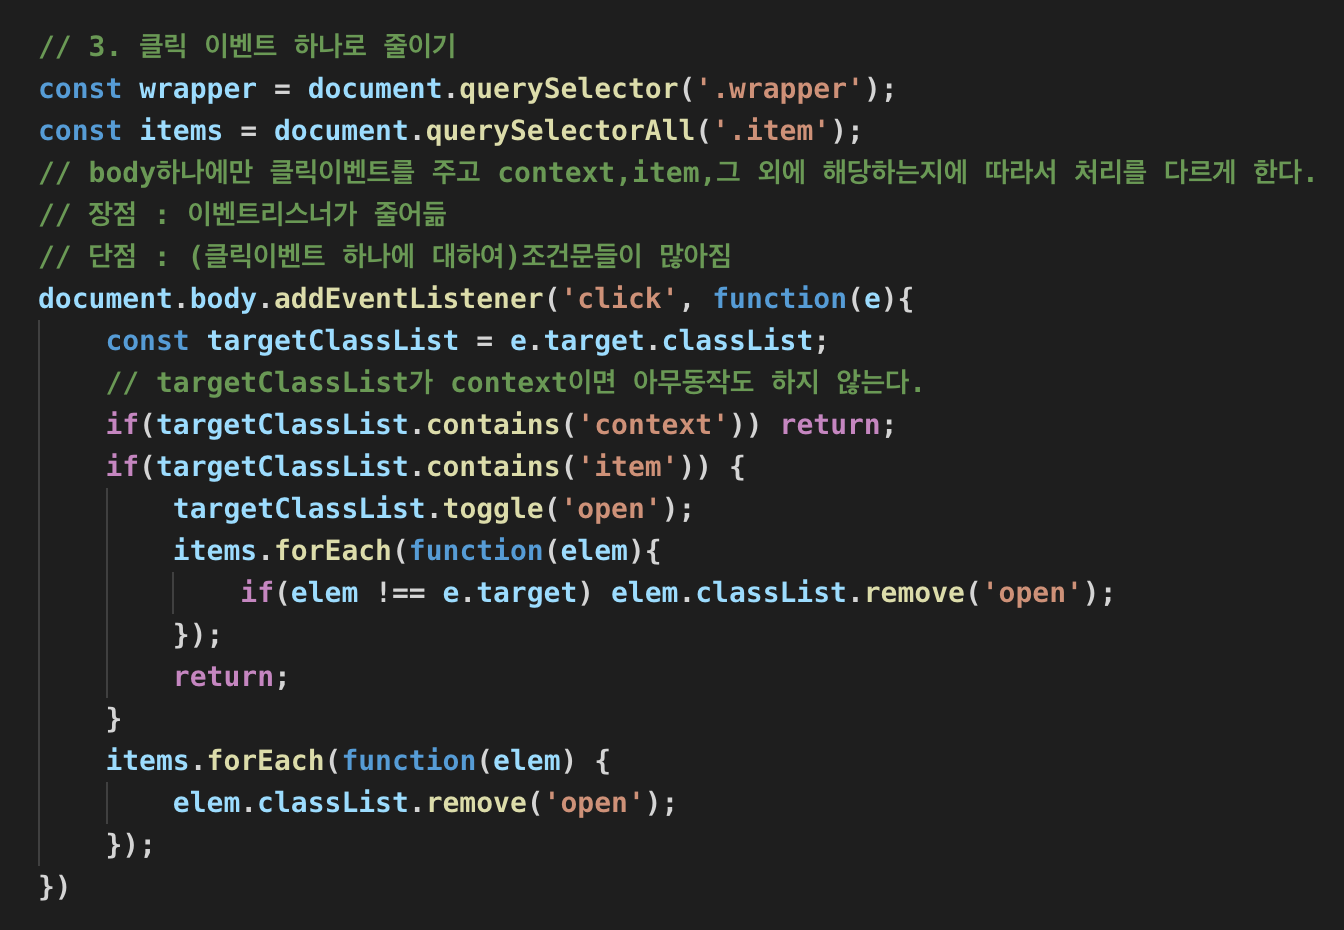 // 3. 클릭 이벤트 하나로 줄이기
const wrapper = document.querySelector('.wrapper');
const items = document.querySelectorAll('.item');
// body하나에만 클릭이벤트를 주고 context,item,그 외에 해당하는지에 따라서 처리를 다르게 한다.
// 장점 : 이벤트리스너가 줄어듦
// 단점 : (클릭이벤트 하나에 대하여)조건문들이 많아짐
document.body.addEventListener('click', function(e){
    const targetClassList = e.target.classList;
    // targetClassList가 context이면 아무동작도 하지 않는다.
    if(targetClassList.contains('context')) return;
    if(targetClassList.contains('item')) {
        targetClassList.toggle('open');
        items.forEach(function(elem){
            if(elem !== e.target) elem.classList.remove('open');
        });
        return;
    }
    items.forEach(function(elem) {
        elem.classList.remove('open');
    });
})